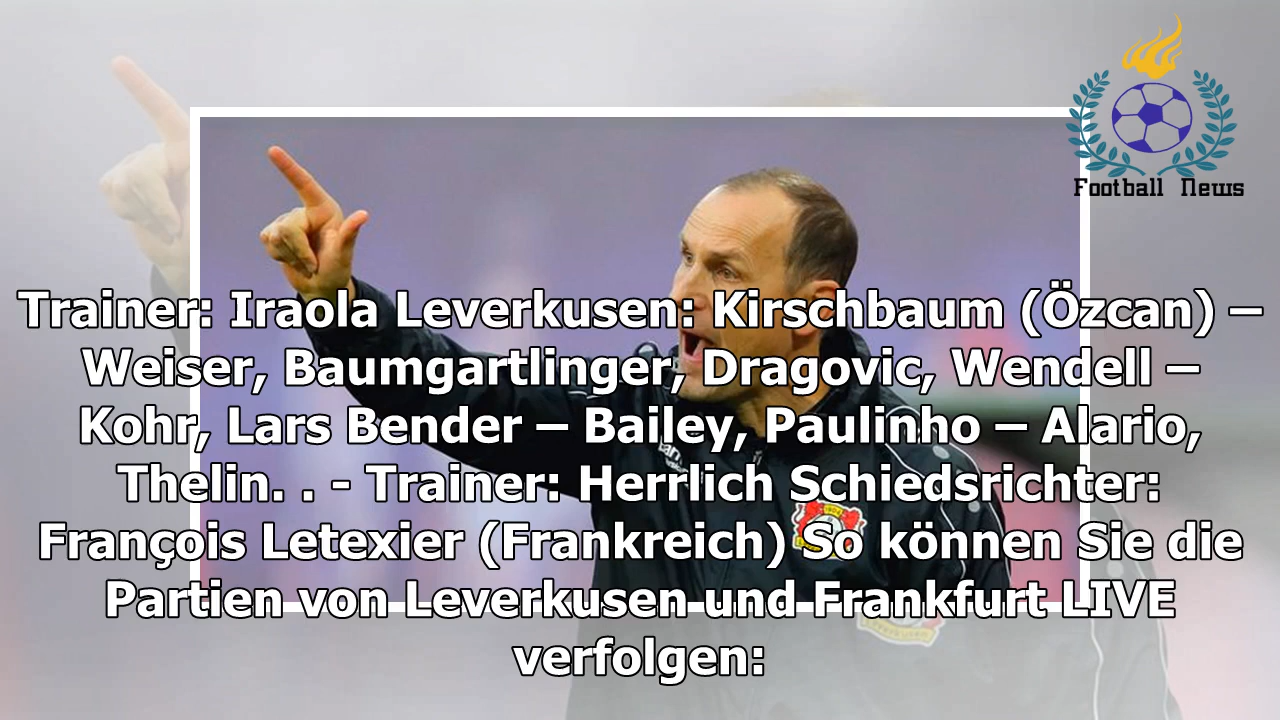 Football News
Trainer: Iraola Leverkusen: Kirschbaum (Özcan) –
Weiser, Baumgartlinger, Dragovic, Wendell –
Kohr, Lars Bender – Bailey, Paulinho – Alario,
Thelin. . - Trainer: Herrlich Schiedsrichter:
François Letexier (Frankreich) So können Sie die
Partien von Leverkusen und Frankfurt LIVE
verfolgen: